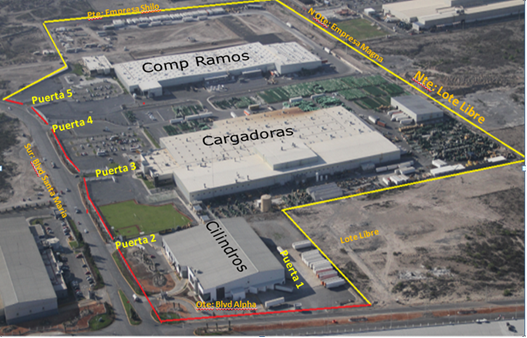 Pte: Empresa Shilo
N Ote: Empresa Magna
Comp Ramos
Nte: Lote Libre
Puerta 5
Puerta 4
Cargadoras
Puerta 3
Sur: Blvd Santa Maria
Puerta 2
Cilindros
Lote Libre
Puerta 1
Ote: Blvd Alpha